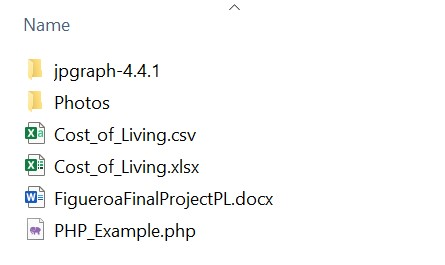 Name
jpgraph-4.4.1
Photos
Cost_of_Living.csv
Cost_of_Living.xlsx
FigueroaFinalProjectPL.docx
PHP_Example.php